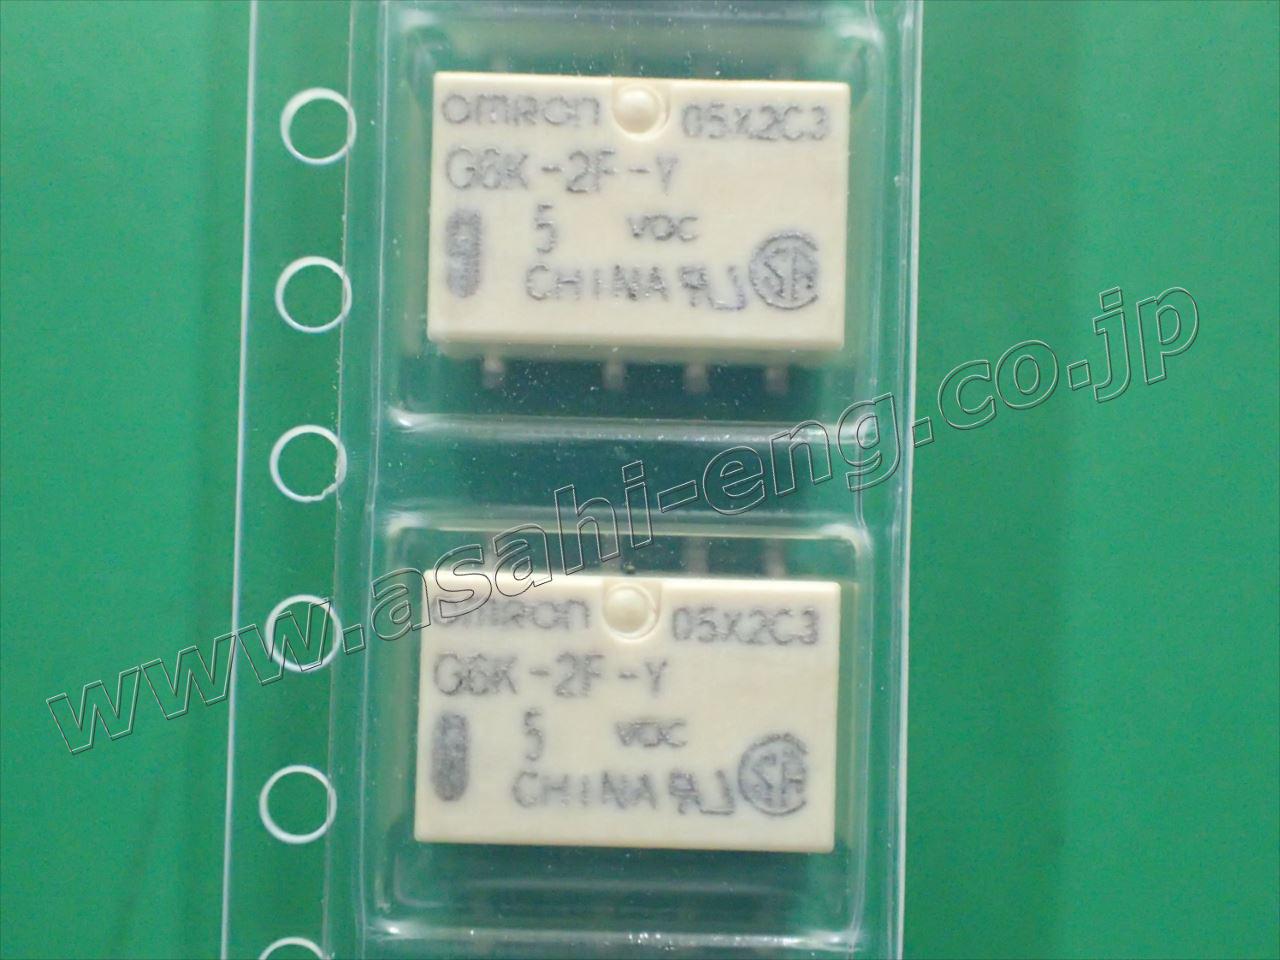 omron 05X2C3
G6K-2F-Y
5 VDC
CHINA
www.asahi-eng.co.jp
omron 05X2C3
G6K-2F-Y
5 VDC
CHINA